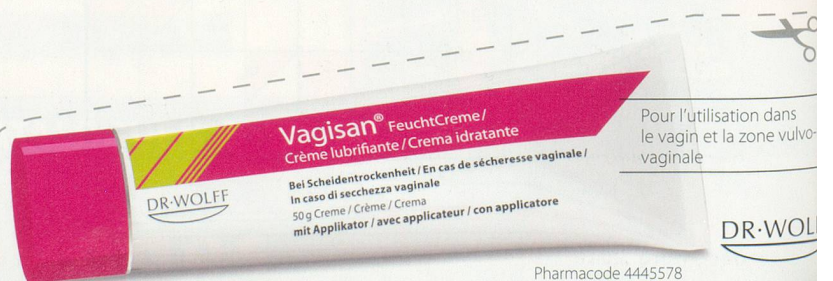 Vagisan® FeuchtCreme/
Crème lubrifiante/Crema idratante
Bei Scheidentrockenheit/En cas de sécheresse vaginale/
In caso di secchezza vaginale
50 g Creme/Crème/Crema
mit Applikator/avec applicateur/con applicatore
DR·WOLFF
Pour l'utilisation dans
le vagin et la zone vulvo-
vaginale
Pharmacode 4445578